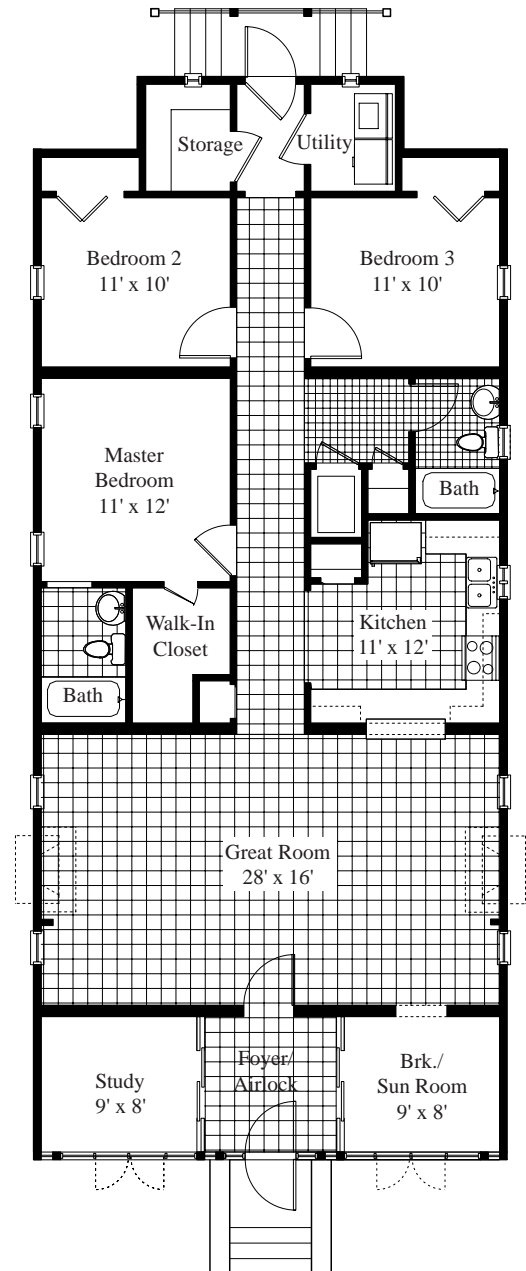 Storage
Utility
Bedroom 2
11' x 10'
Bedroom 3
11' x 10'
Master
Bedroom
11' x 12'
Bath
Walk-In
Closet
Kitchen
11' x 12'
Bath
Great Room
28' x 16'
Study
9' x 8'
Foyer/
Airlock
Brk./
Sun Room
9' x 8'